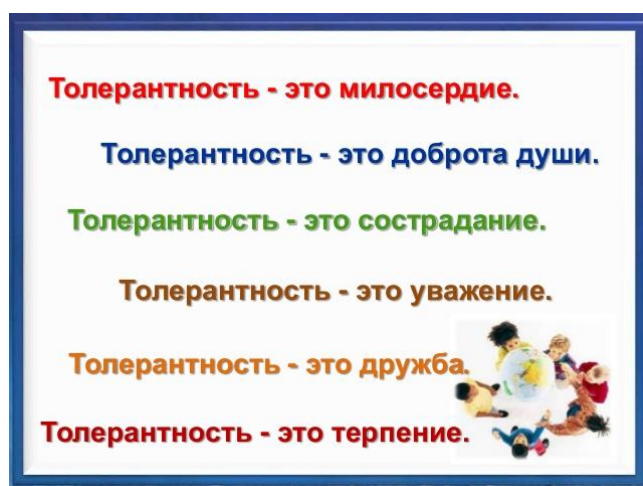 Толерантность - это милосердие.
Толерантность - это доброта души.
Толерантность - это сострадание.
Толерантность - это уважение.
Толерантность - это дружба.
Толерантность - это терпение.